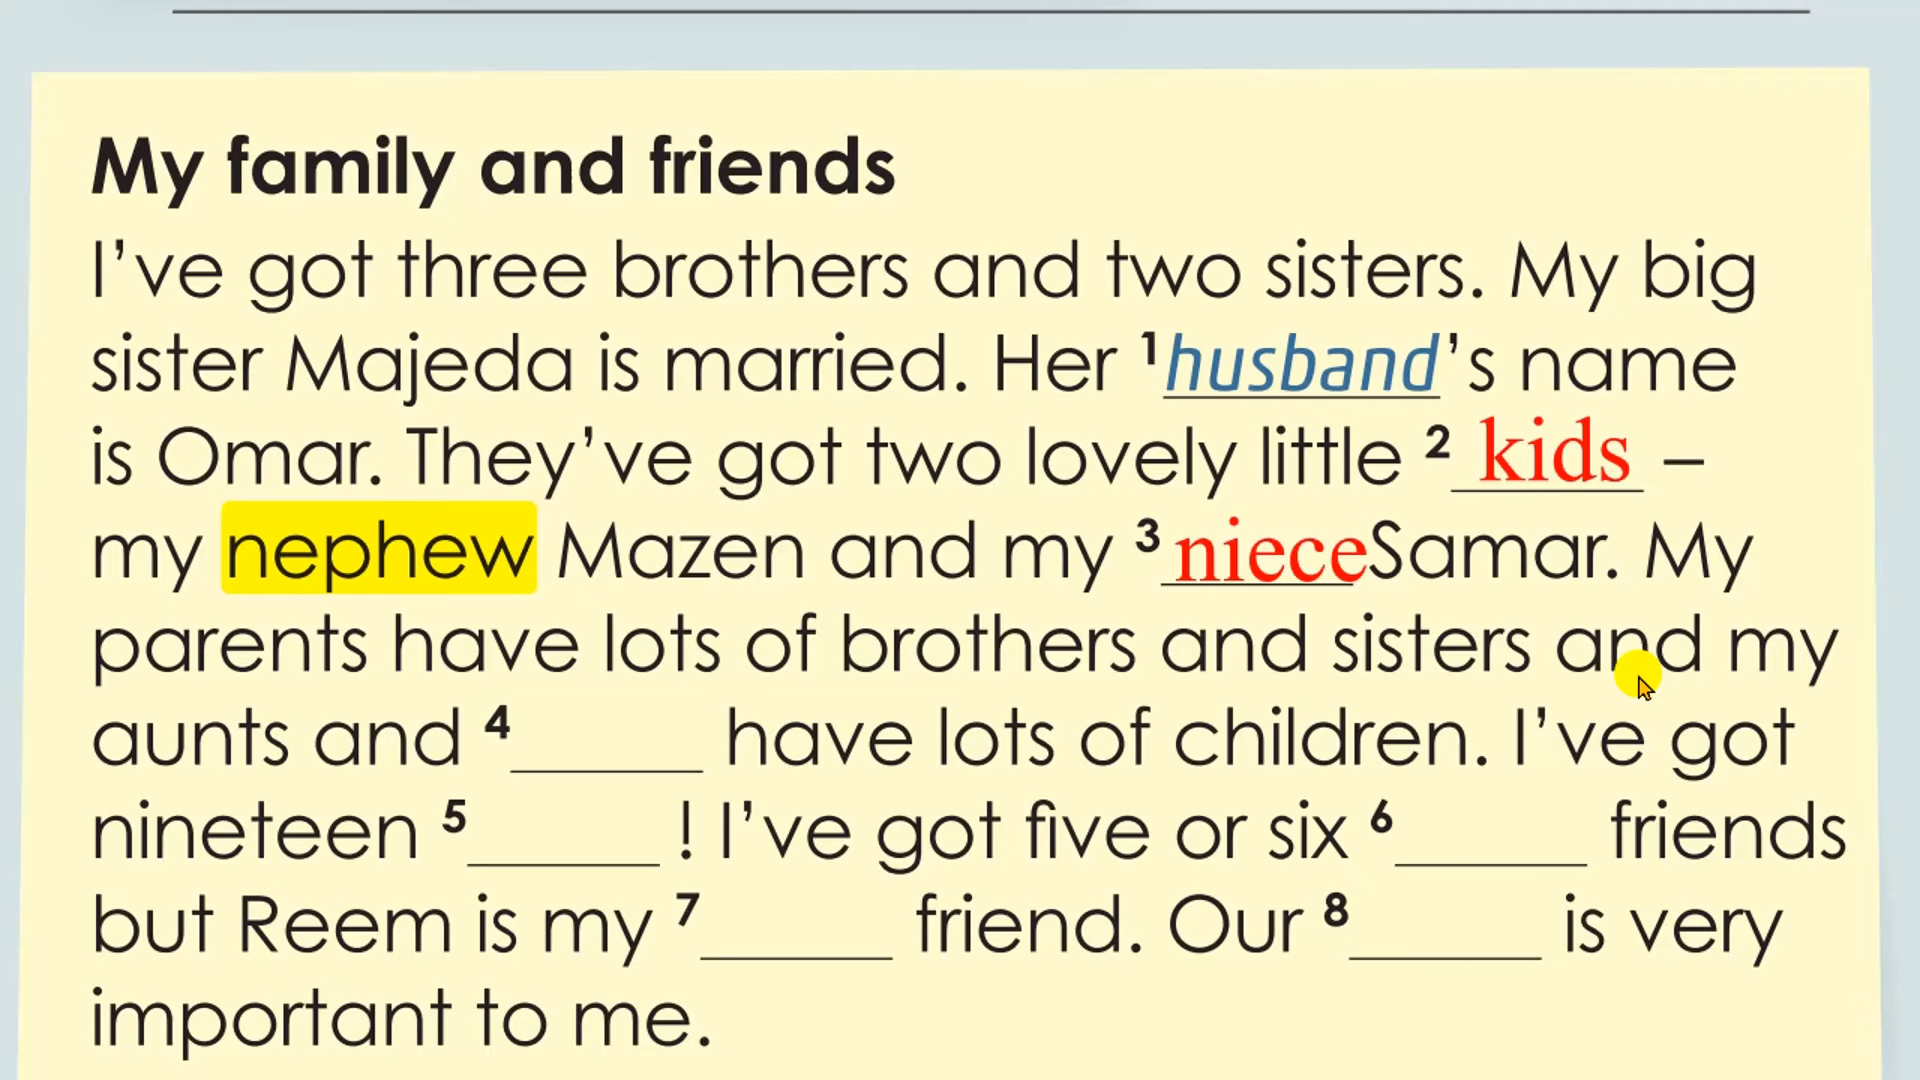 My family and friends
I've got three brothers and two sisters. My big
sister Majeda is married. Her 1 husband's name
is Omar. They've got two lovely little 2 kids –
my nephew Mazen and my 3 niece Samar. My
parents have lots of brothers and sisters and my
aunts and 4______ have lots of children. I've got
nineteen 5______ ! I've got five or six 6______ friends
but Reem is my 7______ friend. Our 8______ is very
important to me.